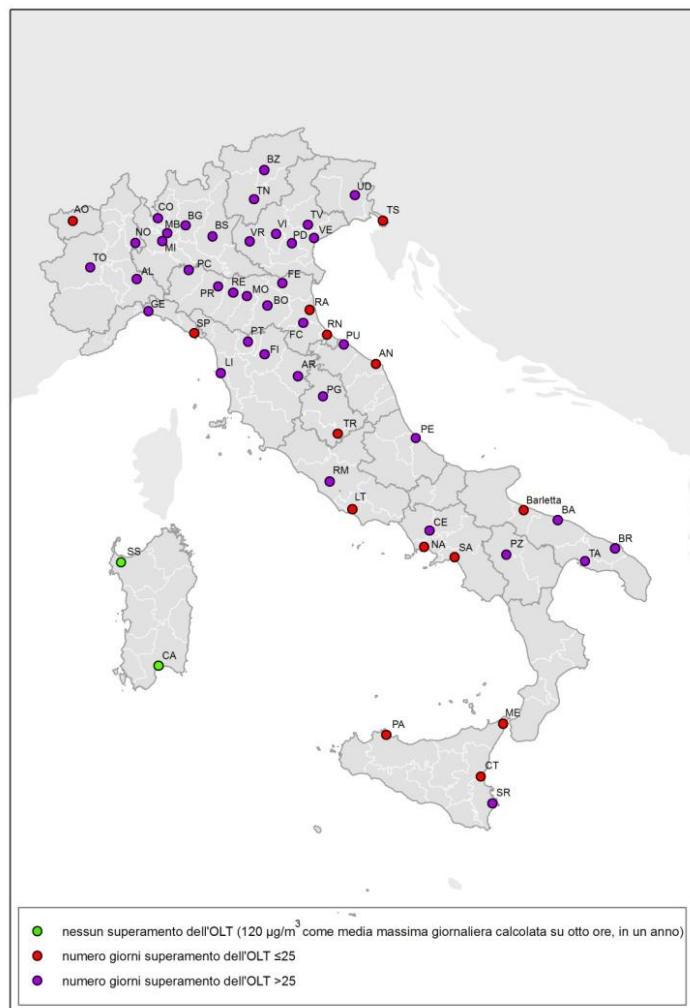 BZ
TN
UD
AO
CO
MB
BG
BS
VI
TV
TS
NO
MI
VR
PD
VE
TO
AL
PC
PR
RE
MO
FE
BO
RA
GE
SP
FC
RN
PU
PT
FI
AN
LI
AR
PG
TR
PE
RM
LT
Barletta
BA
CE
NA
SA
PZ
BR
TA
SS
CA
PA
ME
CT
SR
nessun superamento dell'OLT (120 µg/m³ come media massima giornaliera calcolata su otto ore, in un anno)
numero giorni superamento dell'OLT ≤25
numero giorni superamento dell'OLT >25